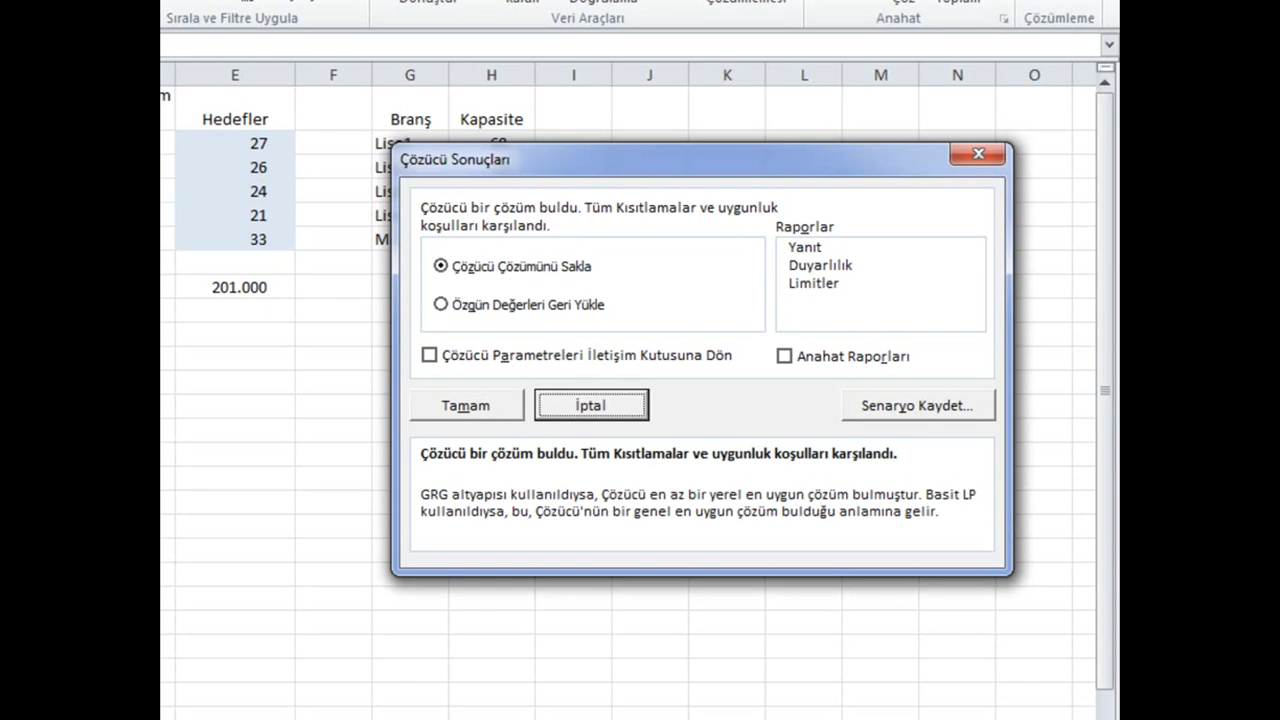 Sırala ve Filtre Uygula
Veri Araçları
Anahat
Çözümleme
E F G H I J K L M N O
Hedefler Branş Kapasite
27
26
24
21
33
201.000
Çözücü Sonuçları
Çözücü bir çözüm buldu. Tüm Kısıtlamalar ve uygunluk
koşulları karşılandı.
Çözücü Çözümünü Sakla
Özgün Değerleri Geri Yükle
Raporlar
Yanıt
Duyarlılık
Limitler
Çözücü Parametreleri İletişim Kutusuna Dön
Anahat Raporları
Tamam
İptal
Senaryo Kaydet...
Çözücü bir çözüm buldu. Tüm Kısıtlamalar ve uygunluk koşulları karşılandı.
GRG altyapısı kullanıldıysa, Çözücü en az bir yerel en uygun çözüm bulmuştur. Basit LP
kullanıldıysa, bu, Çözücü'nün bir genel en uygun çözüm bulduğu anlamına gelir.